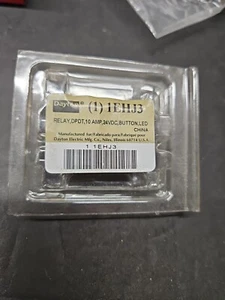 Dayton (1) 1EHJ3
RELAY,DPDT,10 AMP,24VDC,BUTTON,LED
CHINA
Manufactured for/Fabricado para/Fabriqué pour
Dayton Electric Mfg. Co., Niles, Illinois 60714 U.S.A.
1 1EHJ3